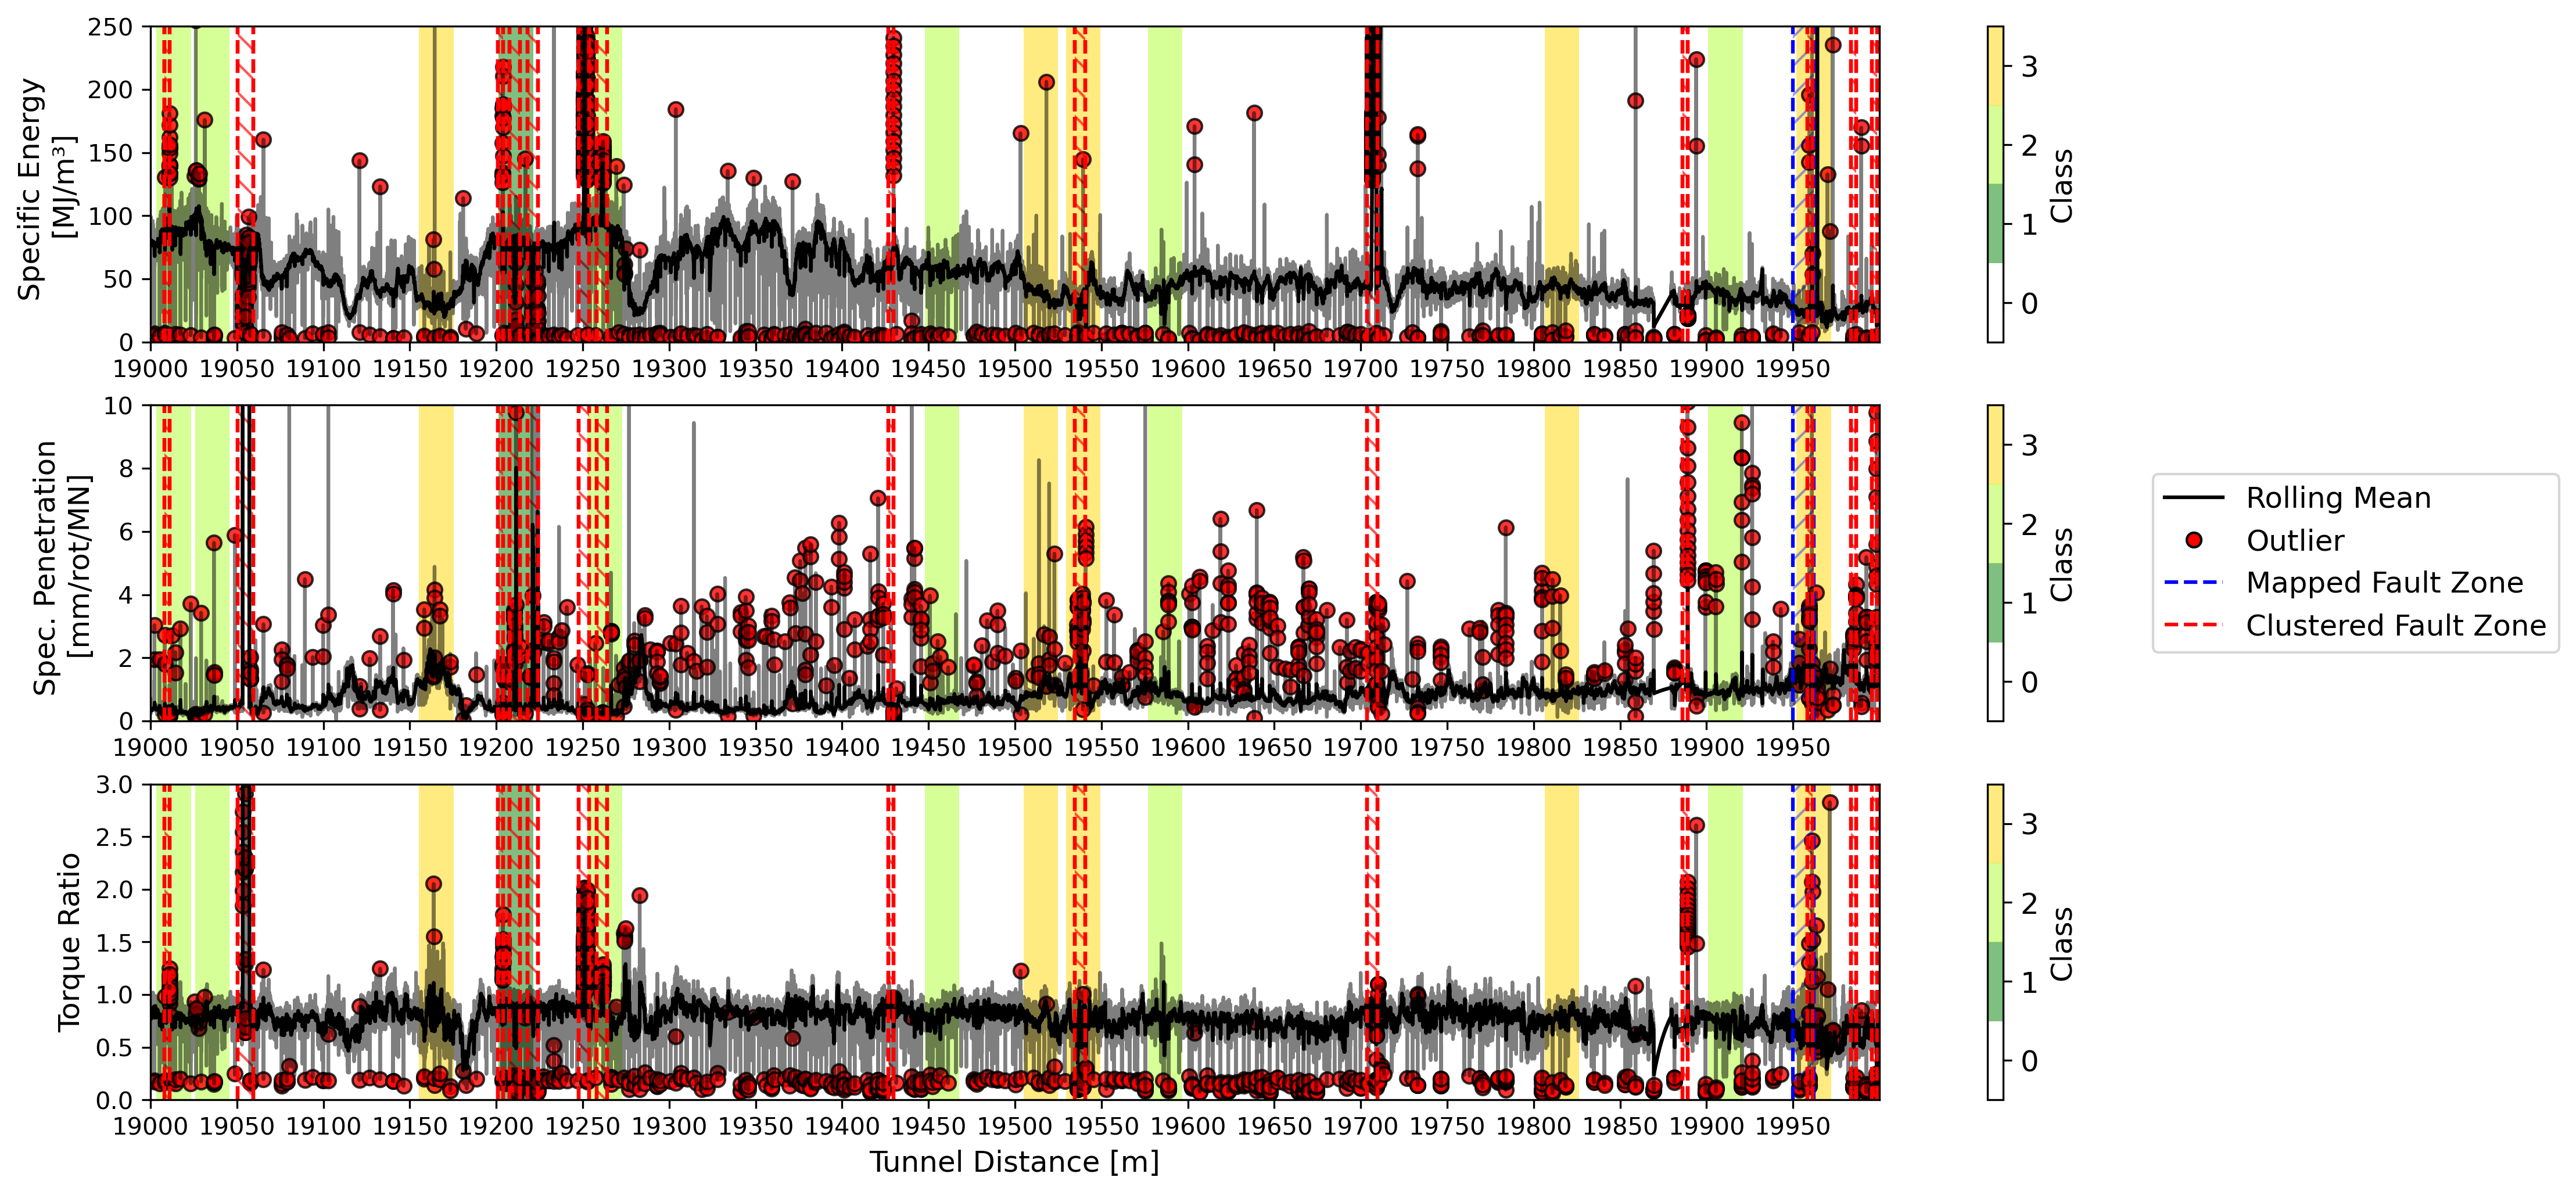 250
200
150
100
50
0
Specific Energy
[MJ/m³]
19000 19050 19100 19150 19200 19250 19300 19350 19400 19450 19500 19550 19600 19650 19700 19750 19800 19850 19900 19950
3
2
1
0
Class
10
8
6
4
2
0
Spec. Penetration
[mm/rot/MN]
19000 19050 19100 19150 19200 19250 19300 19350 19400 19450 19500 19550 19600 19650 19700 19750 19800 19850 19900 19950
3
2
1
0
Class
Rolling Mean
Outlier
Mapped Fault Zone
Clustered Fault Zone
3.0
2.5
2.0
1.5
1.0
0.5
0.0
Torque Ratio
19000 19050 19100 19150 19200 19250 19300 19350 19400 19450 19500 19550 19600 19650 19700 19750 19800 19850 19900 19950
Tunnel Distance [m]
3
2
1
0
Class